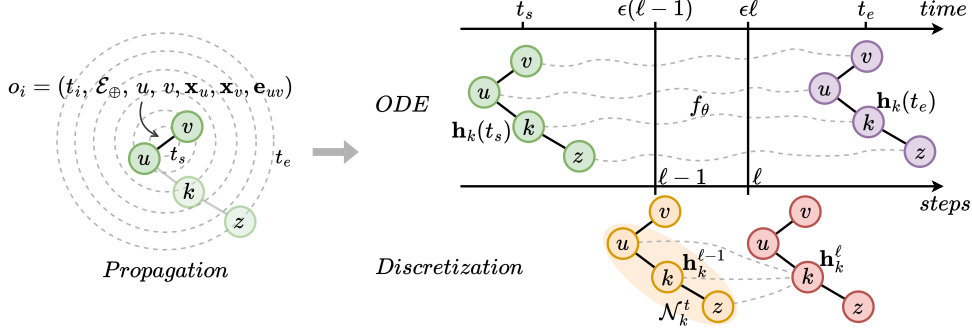 t_s ϵ(ℓ−1) ϵℓ t_e time
o_i = (t_i, ℰ_⊕, u, v, x_u, x_v, e_uv)
v
u
t_s
t_e
k
z
Propagation
ODE
v
u
h_k(t_s)
k
z
f_θ
v
u
h_k(t_e)
k
z
ℓ−1
ℓ
steps
Discretization
v
u
h_k^{ℓ−1}
k
𝒩_k^t
z
v
u
h_k^ℓ
k
z